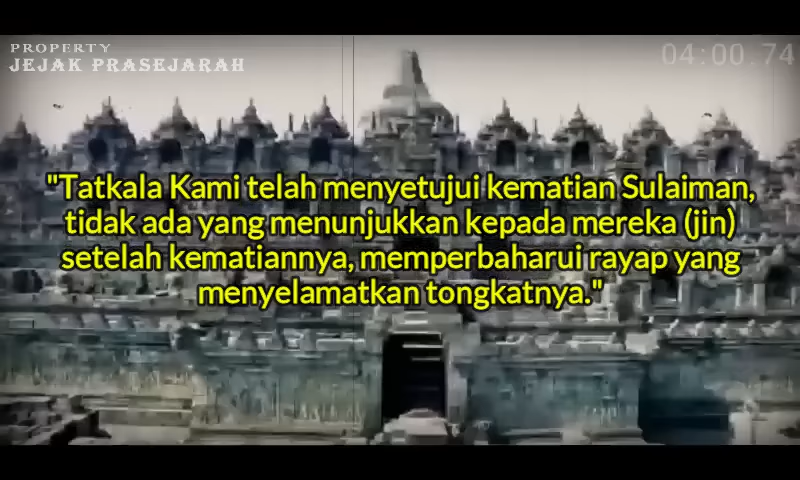 PROPERTY
JEJAK PRASEJARAH
04:00.74
"Tatkala Kami telah menyetujui kematian Sulaiman,
tidak ada yang menunjukkan kepada mereka (jin)
setelah kematiannya, memperbaharui rayap yang
menyelamatkan tongkatnya."